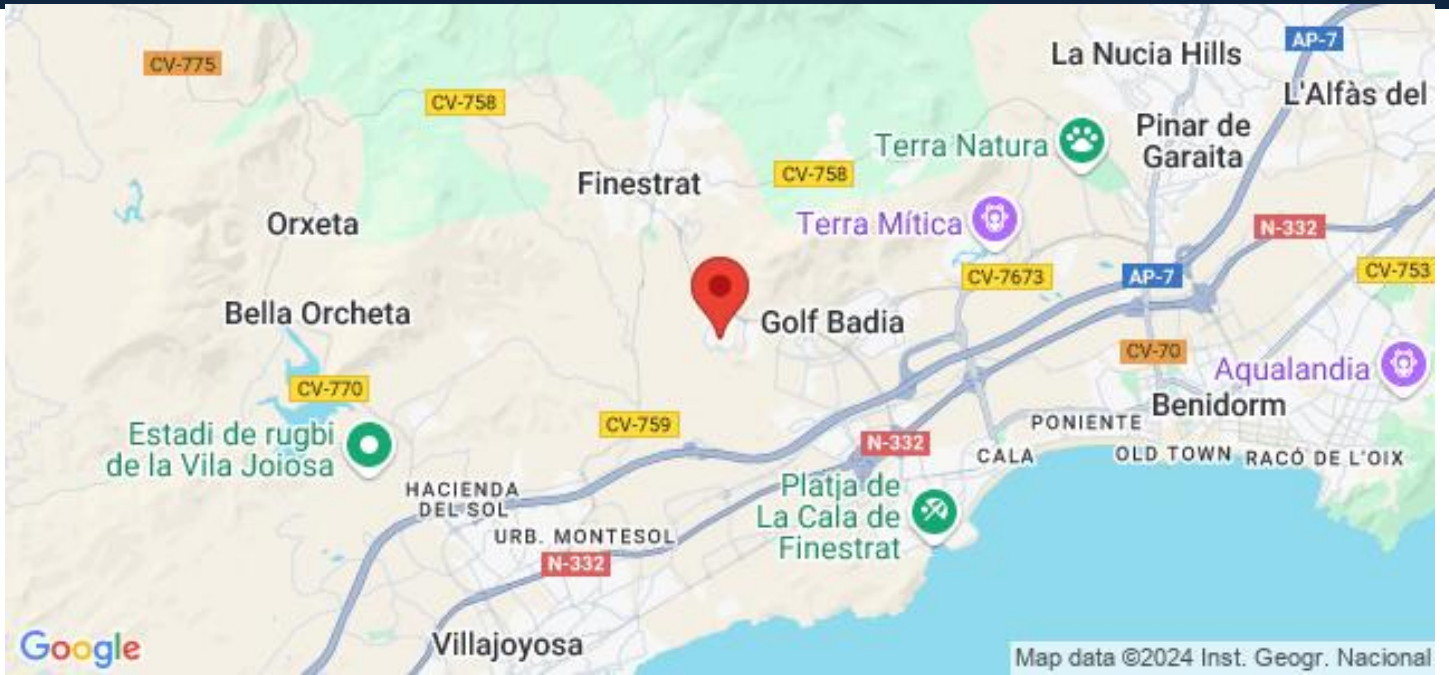 La Nucia Hills
AP-7
CV-775
L'Alfàs del
CV-758
Pinar de
Garaita
Terra Natura
CV-758
Finestrat
Orxeta
Terra Mítica
N-332
CV-7673
AP-7
CV-753
Bella Orcheta
Golf Badia
CV-70
Aqualandia
CV-770
Benidorm
PONIENTE
CV-759
Estadi de rugbi
de la Vila Joiosa
N-332
CALA
OLD TOWN
RACÓ DE L'OIX
HACIENDA
DEL SOL
Platja de
La Cala de
Finestrat
URB. MONTESOL
N-332
Villajoyosa
Google
Map data ©2024 Inst. Geogr. Nacional